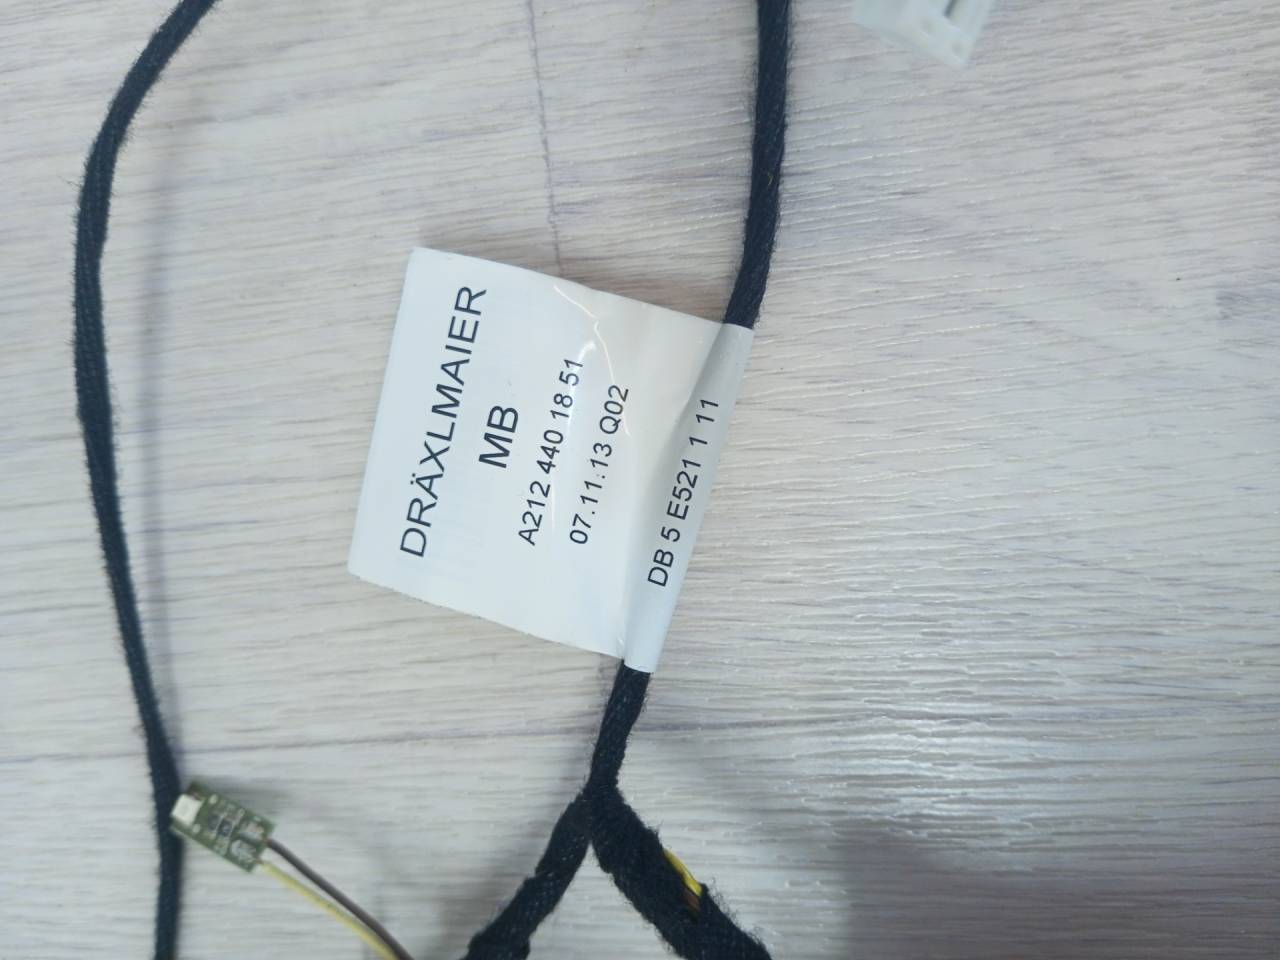 DRÄXLMAIER
MB
A212 440 18 51
07.11.13 Q02
DB 5 E521 1 11